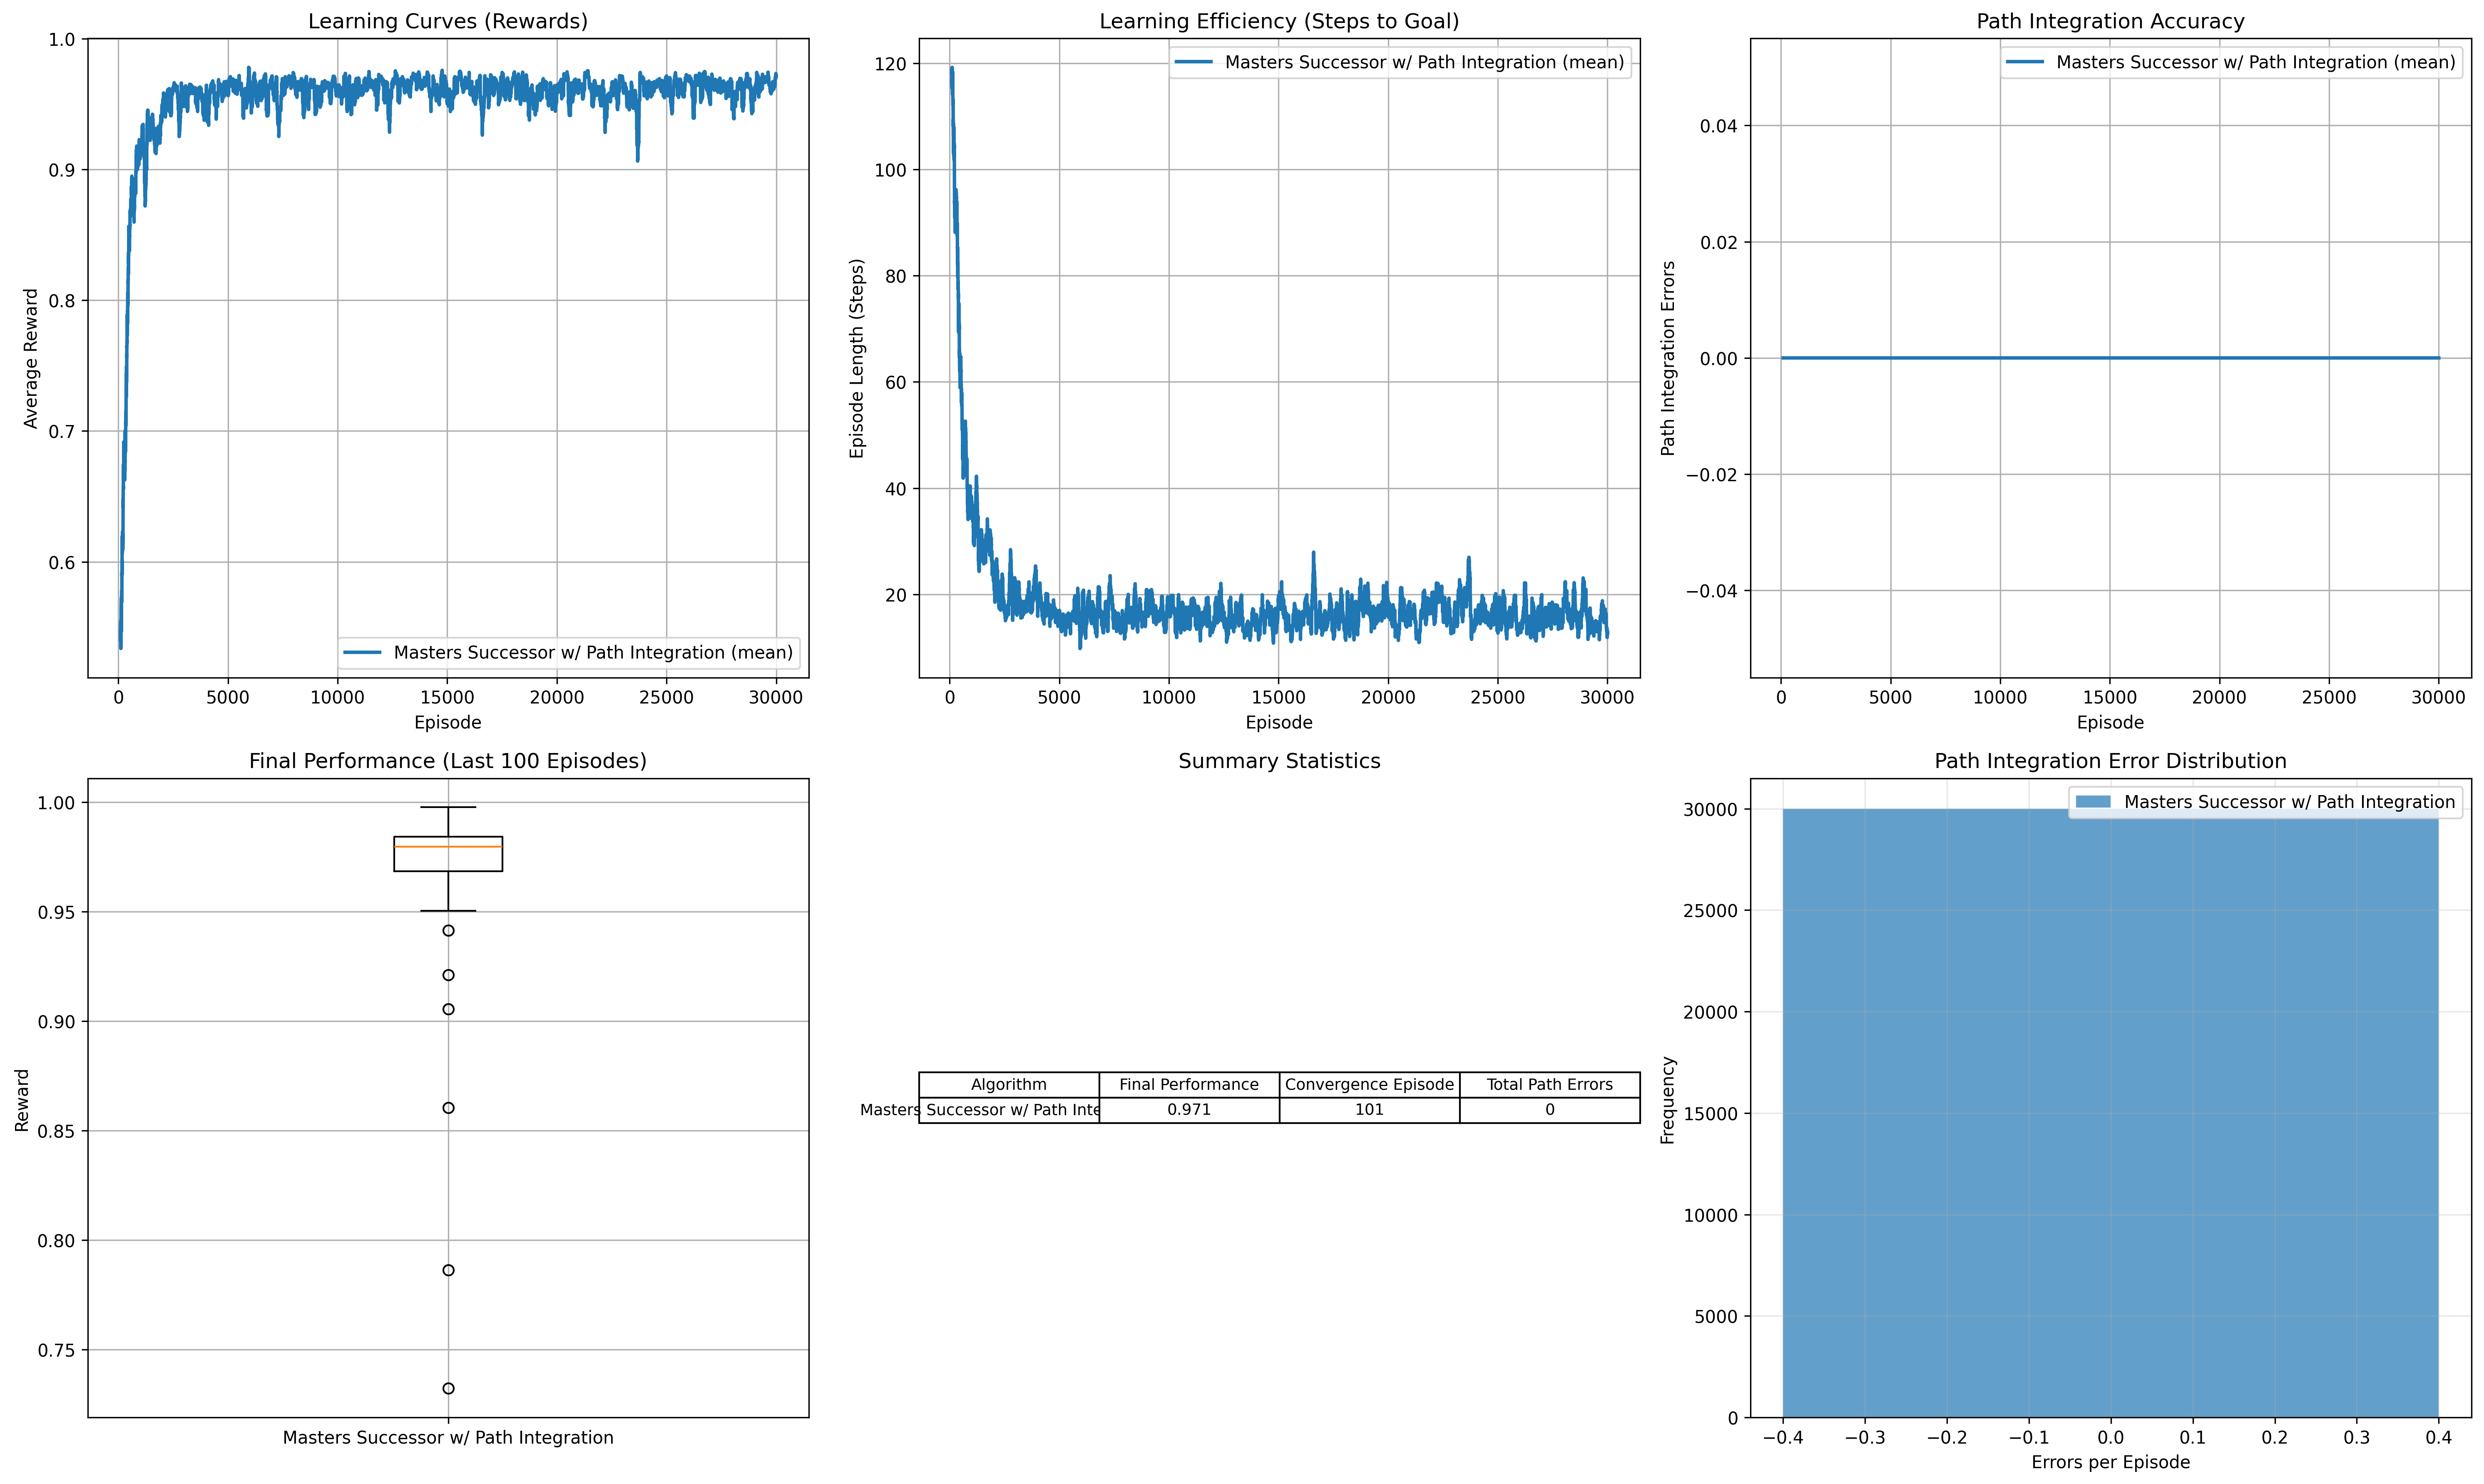 Learning Curves (Rewards)
1.0
0.9
0.8
0.7
0.6
Average Reward
Masters Successor w/ Path Integration (mean)
0 5000 10000 15000 20000 25000 30000
Episode
Learning Efficiency (Steps to Goal)
120
100
80
60
40
20
Episode Length (Steps)
Masters Successor w/ Path Integration (mean)
0 5000 10000 15000 20000 25000 30000
Episode
Path Integration Accuracy
0.04
0.02
0.00
−0.02
−0.04
Path Integration Errors
Masters Successor w/ Path Integration (mean)
0 5000 10000 15000 20000 25000 30000
Episode
Final Performance (Last 100 Episodes)
1.00
0.95
0.90
0.85
0.80
0.75
Reward
Masters Successor w/ Path Integration
Summary Statistics
Algorithm Final Performance Convergence Episode Total Path Errors
Masters Successor w/ Path Inte 0.971 101 0
Path Integration Error Distribution
30000
25000
20000
15000
10000
5000
0
Frequency
Masters Successor w/ Path Integration
−0.4 −0.3 −0.2 −0.1 0.0 0.1 0.2 0.3 0.4
Errors per Episode